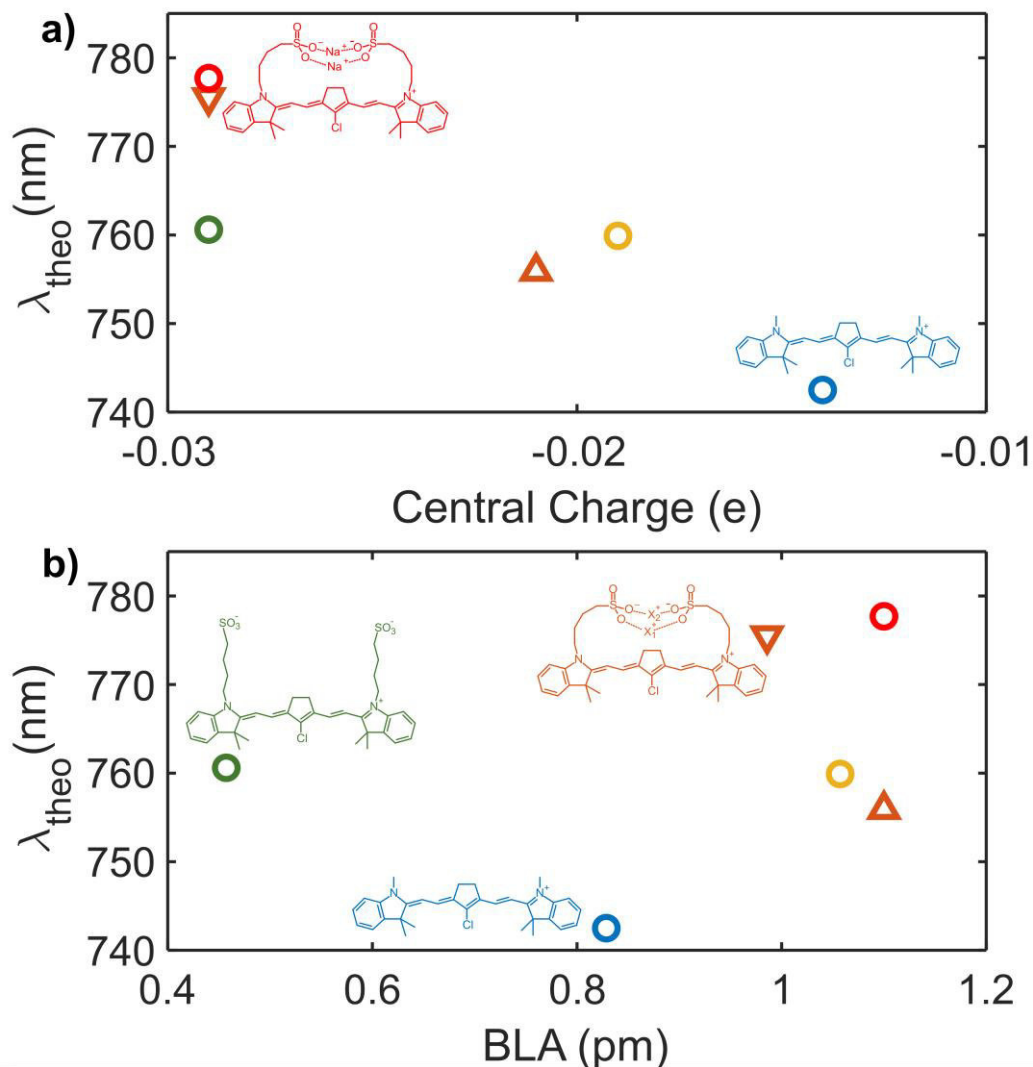 a)
785
780
770
760
750
740
-0.03
-0.02
-0.01
λtheo (nm)
Central Charge (e)
O
O
S
O-
Na+
-O
S
O
O
Na+
O
N
N+
Cl
N
N+
Cl
b)
780
770
760
750
740
0.4
0.6
0.8
1
1.2
λtheo (nm)
BLA (pm)
SO3-
SO3-
N
N+
Cl
O
O
S
O-
X2+
-O
S
O
X1+
O
N
N+
Cl
N
N+
Cl